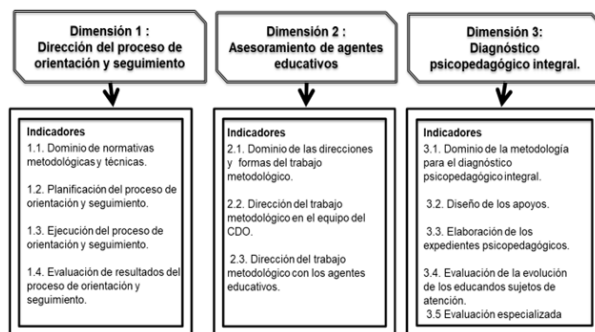 Dimensión 1 :
Dirección del proceso de
orientación y seguimiento
Indicadores
1.1. Dominio de normativas
metodológicas y técnicas.
1.2. Planificación del proceso de
orientación y seguimiento.
1.3. Ejecución del proceso de
orientación y seguimiento.
1.4. Evaluación de resultados del
proceso de orientación y
seguimiento.
Dimensión 2 :
Asesoramiento de agentes
educativos
Indicadores
2.1. Dominio de las direcciones
y formas del trabajo
metodológico.
2.2. Dirección del trabajo
metodológico en el equipo del
CDO.
2.3. Dirección del trabajo
metodológico con los agentes
educativos.
Dimensión 3:
Diagnóstico
psicopedagógico integral.
Indicadores
3.1. Dominio de la metodología
para el diagnóstico
psicopedagógico integral.
3.2. Diseño de los apoyos.
3.3. Elaboración de los
expedientes psicopedagógicos.
3.4. Evaluación de la evolución
de los educandos sujetos de
atención.
3.5 Evaluación especializada